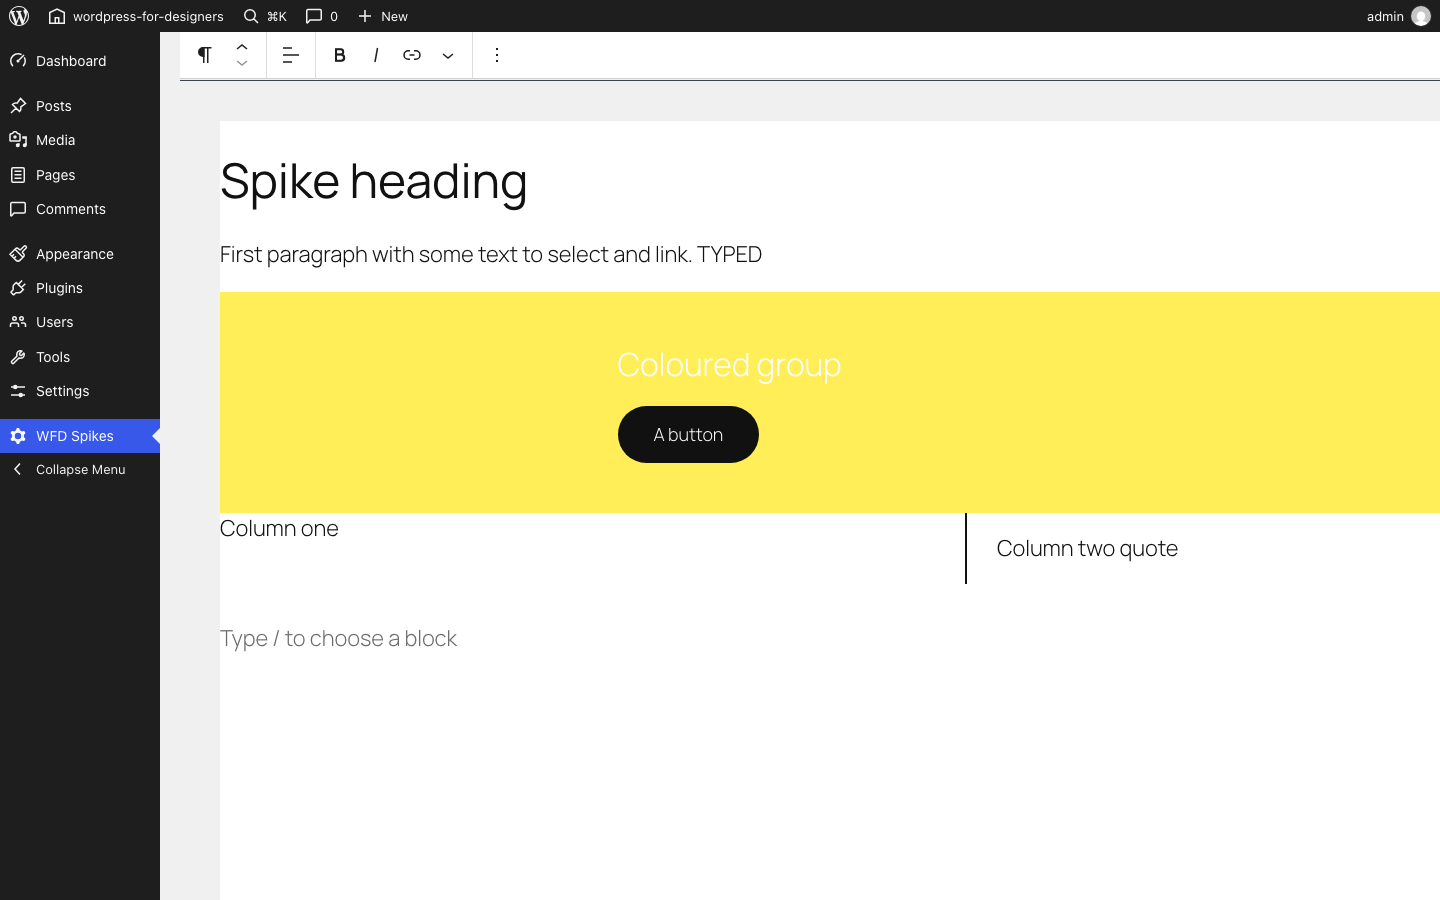 wordpress-for-designers
⌘K
0
New
admin
Dashboard
Posts
Media
Pages
Comments
Appearance
Plugins
Users
Tools
Settings
WFD Spikes
Collapse Menu
B I
Spike heading
First paragraph with some text to select and link. TYPED
Coloured group
A button
Column one
Column two quote
Type / to choose a block